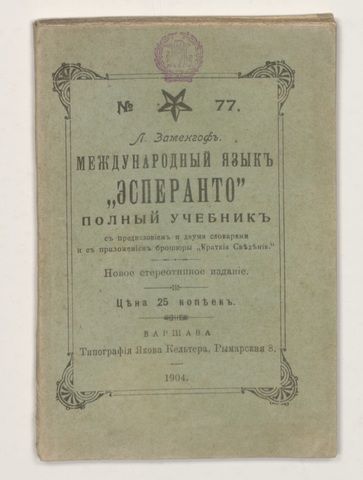 № 77.
Л. Заменгофъ.
МЕЖДУНАРОДНЫЙ ЯЗЫКЪ
„ЭСПЕРАНТО"
ПОЛНЫЙ УЧЕБНИКЪ
съ предисловіемъ и двумя словарями
и съ приложеніемъ брошюры „Краткія Свѣдѣнія."
Новое стереотипное изданіе.
Цѣна 25 копѣекъ.
ВАРШАВА
Типографія Якова Кельтера, Рымарская 8.
1904.